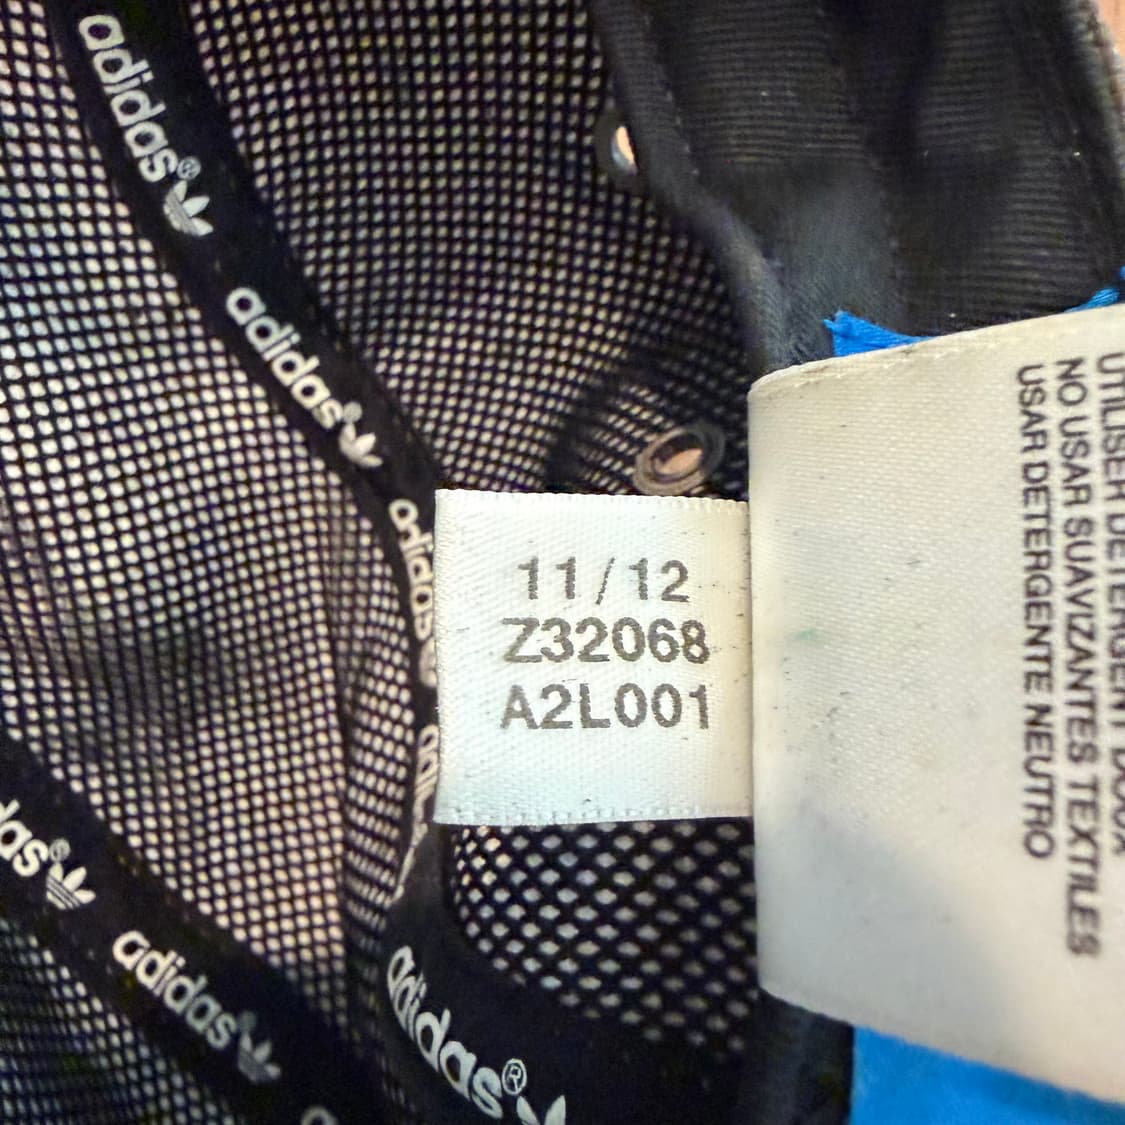 adidas®
adidas®
adidas
adidas
adidas
adidas®
11/12
Z32068
A2L001
UTILISER DETERGENT DOUX
NO USAR SUAVIZANTES TEXTILES
USAR DETERGENTE NEUTRO